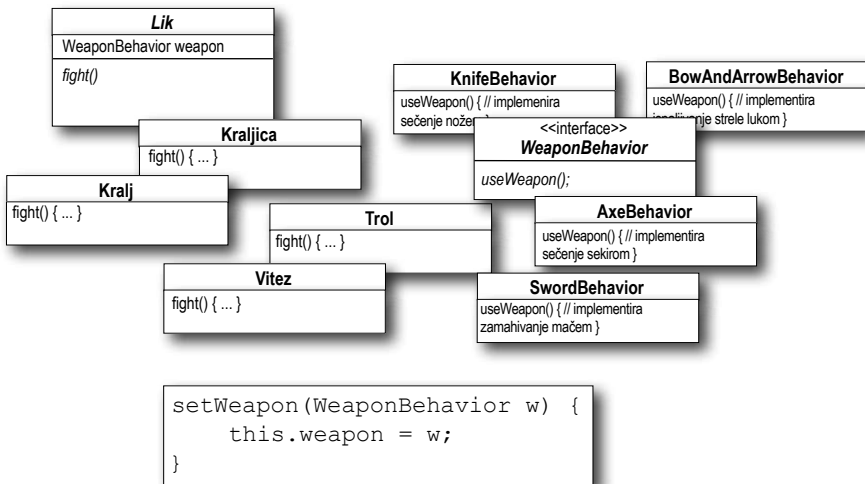 Lik
WeaponBehavior weapon
fight()
Kraljica
fight() { ... }
Kralj
fight() { ... }
Trol
fight() { ... }
Vitez
fight() { ... }
KnifeBehavior
useWeapon() { // implemenira
sečenje nože
BowAndArrowBehavior
useWeapon() { // implementira
strele lukom }
<<interface>>
WeaponBehavior
useWeapon();
AxeBehavior
useWeapon() { // implementira
sečenje sekirom }
SwordBehavior
useWeapon() { // implementira
zamahivanje mačem }
setWeapon(WeaponBehavior w) {
this.weapon = w;
}